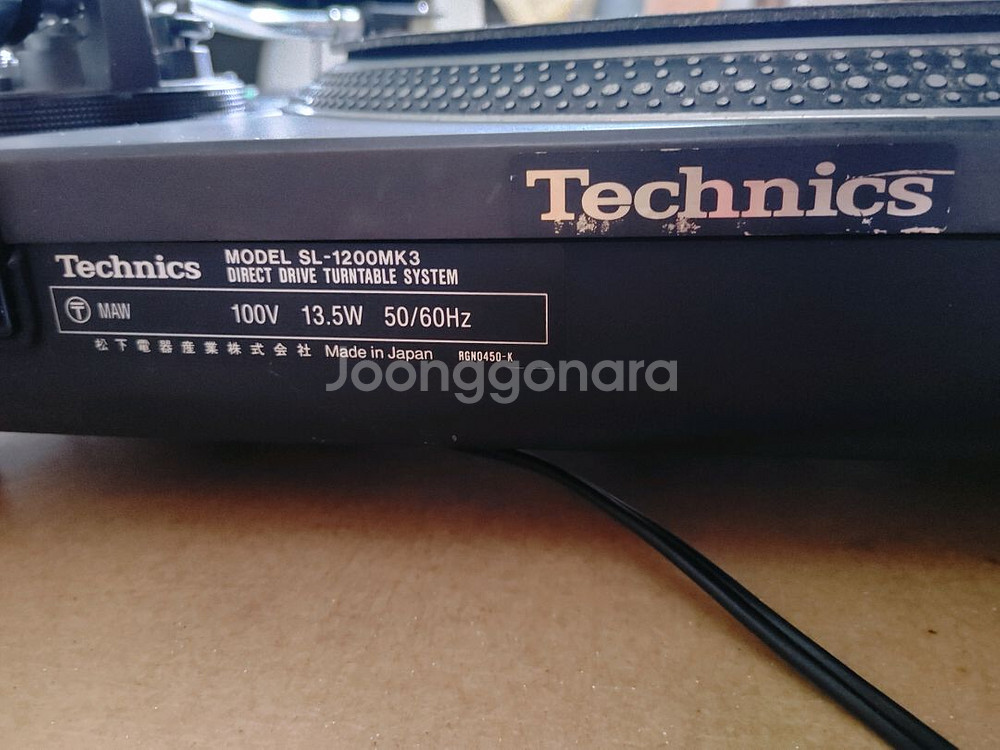 Technics
Technics MODEL SL-1200MK3
DIRECT DRIVE TURNTABLE SYSTEM
T MAW 100V 13.5W 50/60Hz
松下電器産業株式会社 Made in Japan RGN0450-K
Joonggonara